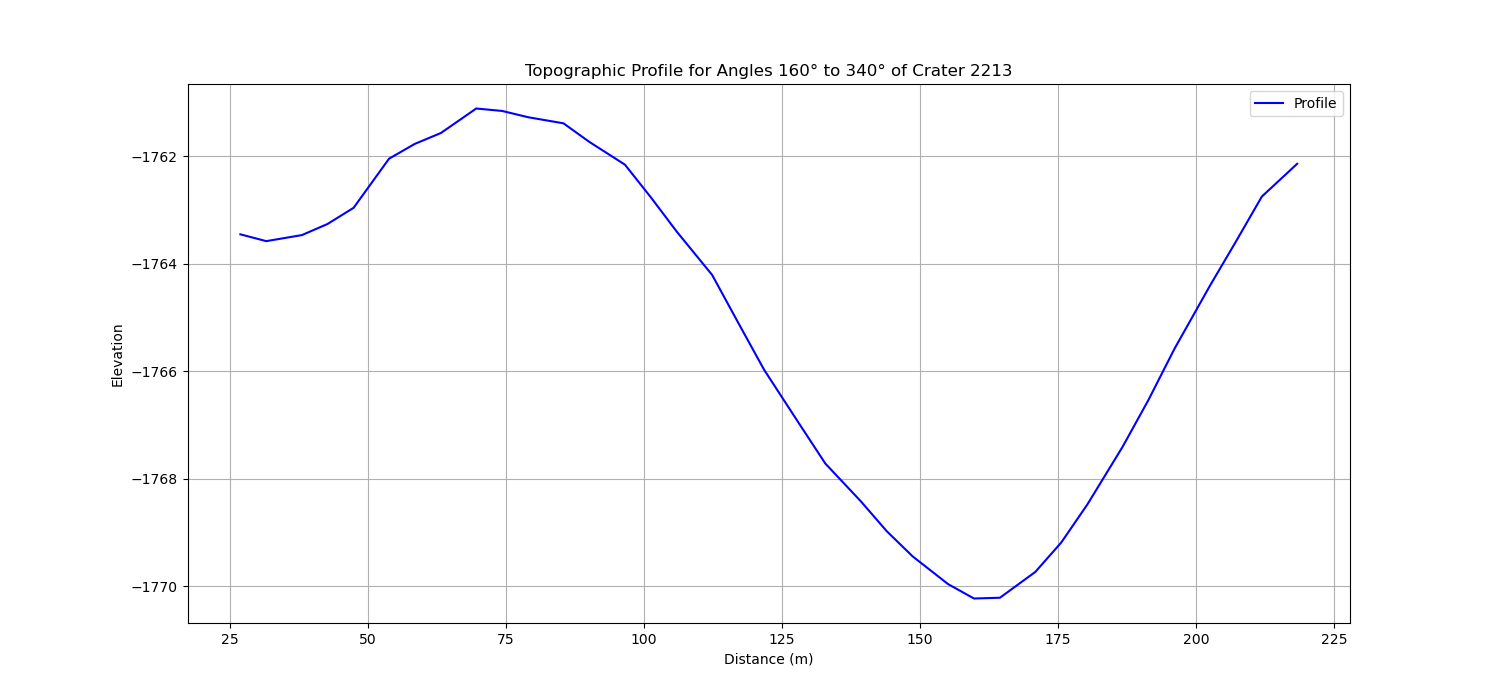 Topographic Profile for Angles 160° to 340° of Crater 2213
Profile
−1762
−1764
−1766
−1768
−1770
Elevation
25 50 75 100 125 150 175 200 225
Distance (m)